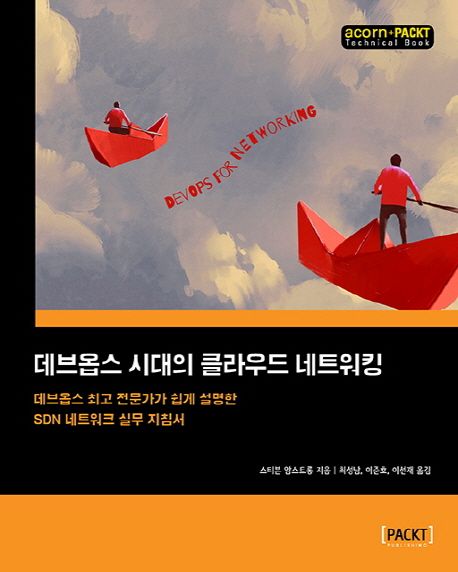 acorn+PACKT
Technical Book
DEVOPS FOR NETWORKING
데브옵스 시대의 클라우드 네트워킹
데브옵스 최고 전문가가 쉽게 설명한
SDN 네트워크 실무 지침서
스티븐 암스트롱 지음 | 최성남, 이준호, 이선재 옮김
[PACKT]
PUBLISHING